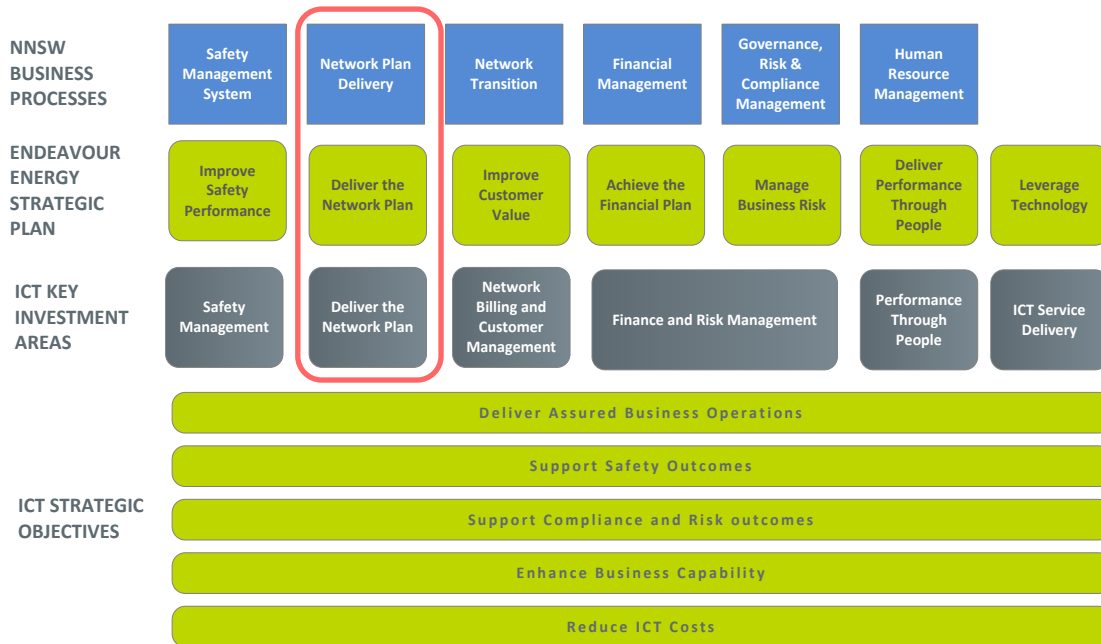 NNSW
BUSINESS
PROCESSES
Safety
Management
System
Network Plan
Delivery
Network
Transition
Financial
Management
Governance,
Risk &
Compliance
Management
Human
Resource
Management
ENDEAVOUR
ENERGY
STRATEGIC
PLAN
Improve
Safety
Performance
Deliver the
Network Plan
Improve
Customer
Value
Achieve the
Financial Plan
Manage
Business Risk
Deliver
Performance
Through
People
Leverage
Technology
ICT KEY
INVESTMENT
AREAS
Safety
Management
Deliver the
Network Plan
Network
Billing and
Customer
Management
Finance and Risk Management
Performance
Through
People
ICT Service
Delivery
ICT STRATEGIC
OBJECTIVES
Deliver Assured Business Operations
Support Safety Outcomes
Support Compliance and Risk outcomes
Enhance Business Capability
Reduce ICT Costs